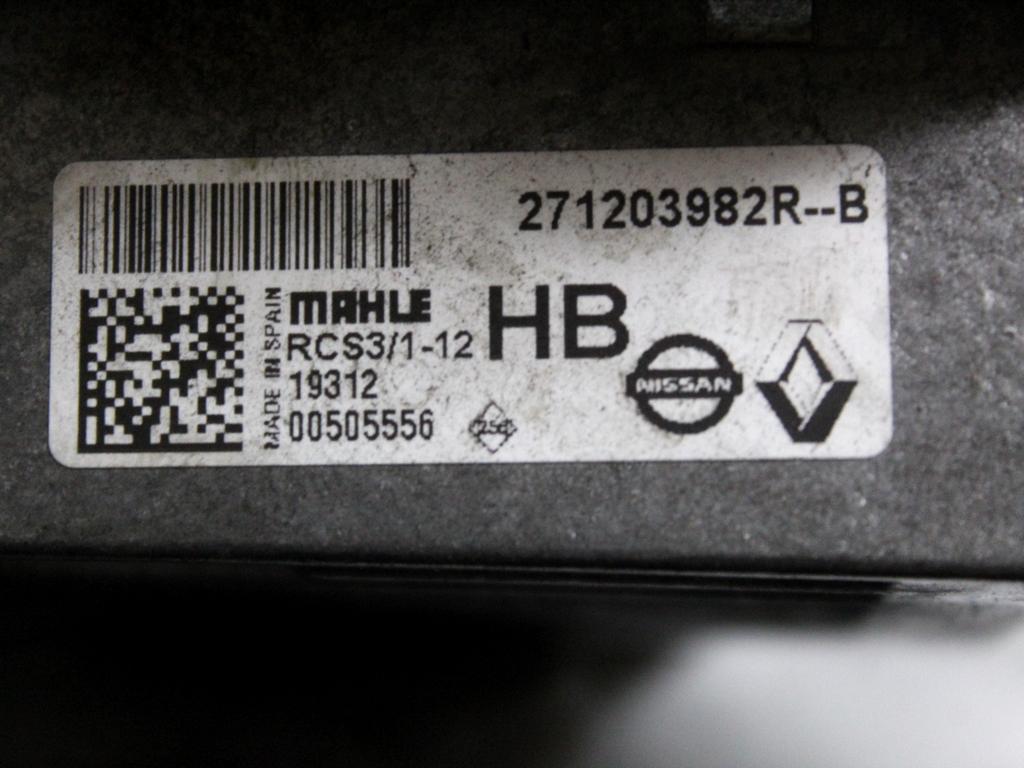 271203982R--B
MADE IN SPAIN
MAHLE
HB
RCS3/1-12
19312
00505556
NISSAN